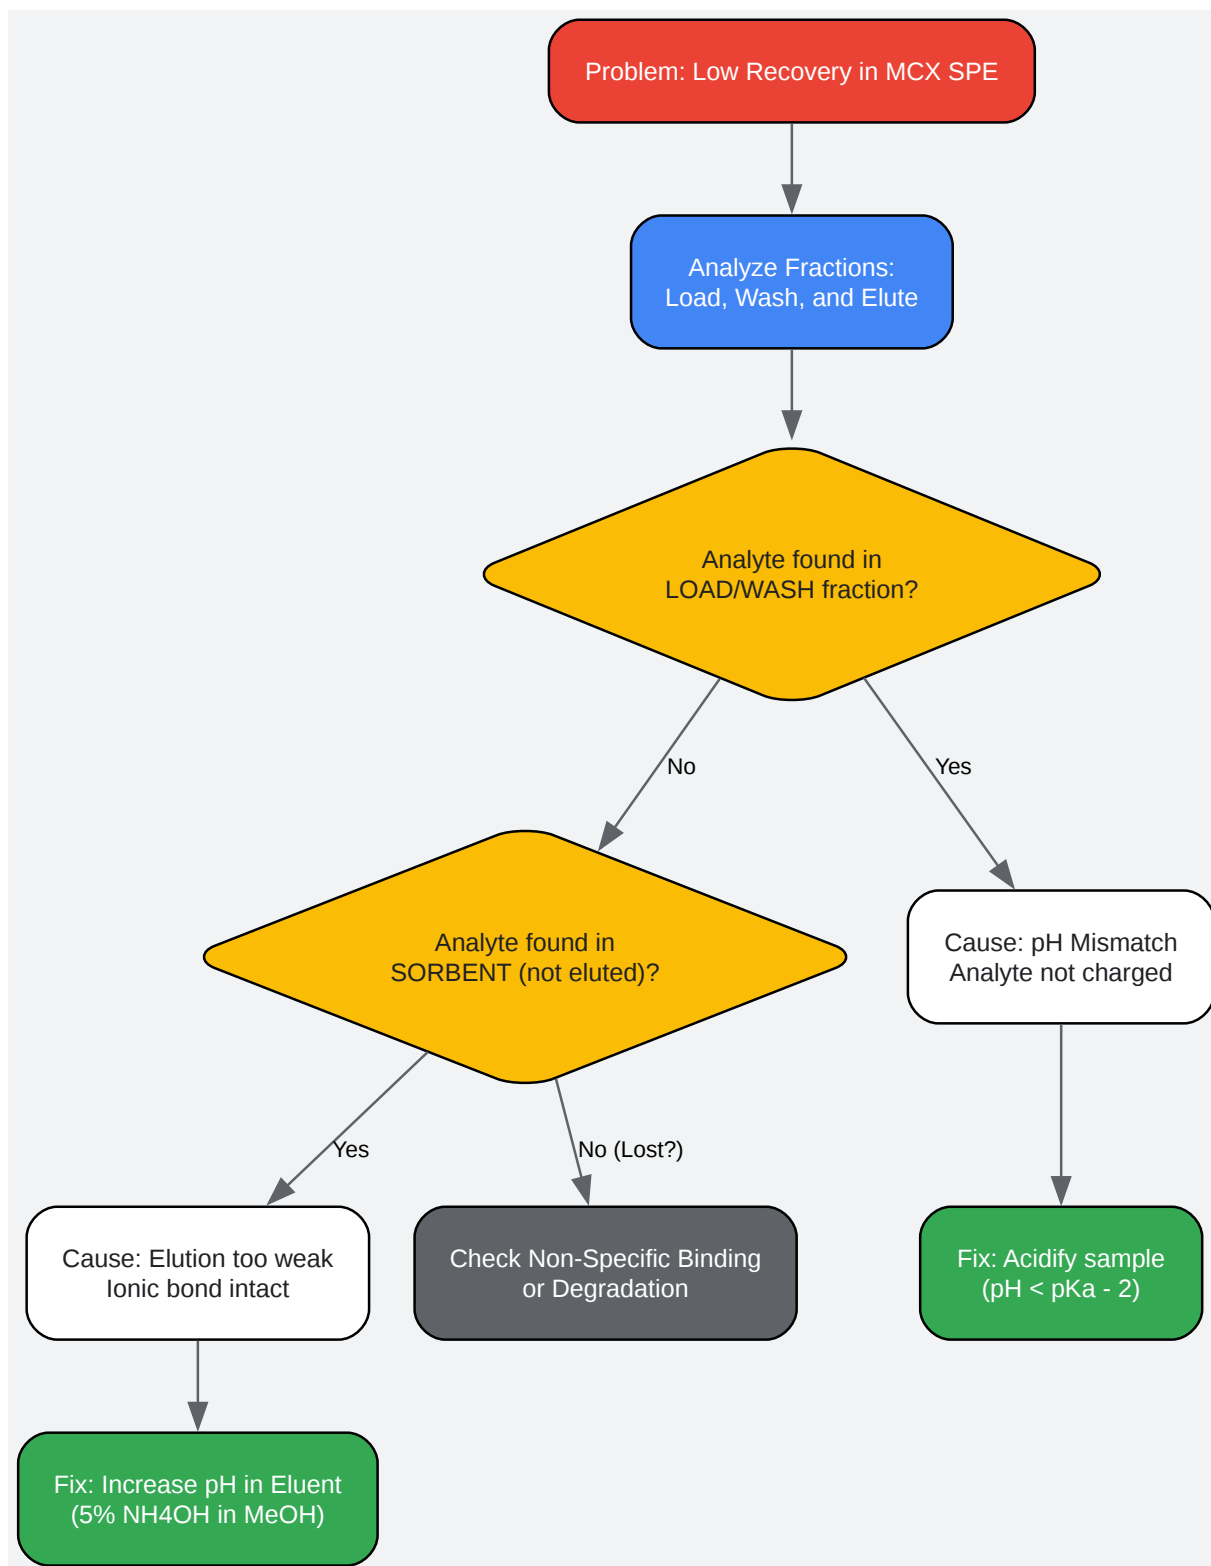 Problem: Low Recovery in MCX SPE
Analyze Fractions:
Load, Wash, and Elute
Analyte found in
LOAD/WASH fraction?
No
Yes
Analyte found in
SORBENT (not eluted)?
Cause: pH Mismatch
Analyte not charged
Yes
No (Lost?)
Cause: Elution too weak
Ionic bond intact
Check Non-Specific Binding
or Degradation
Fix: Acidify sample
(pH < pKa - 2)
Fix: Increase pH in Eluent
(5% NH4OH in MeOH)